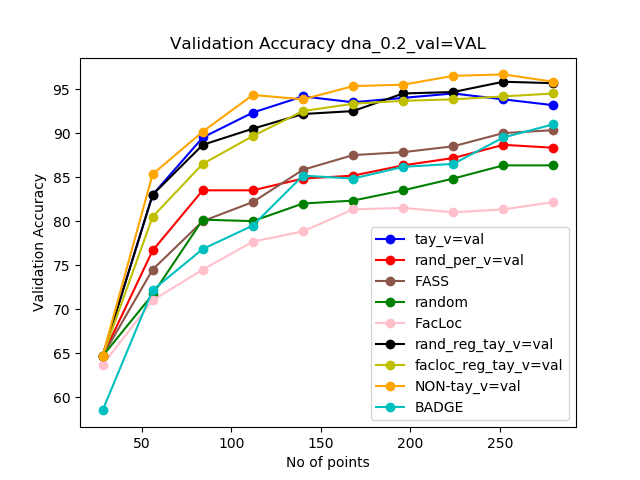 Validation Accuracy dna_0.2_val=VAL
95
90
85
80
75
70
65
60
Validation Accuracy
50
100
150
200
250
No of points
tay_v=val
rand_per_v=val
FASS
random
FacLoc
rand_reg_tay_v=val
facloc_reg_tay_v=val
NON-tay_v=val
BADGE